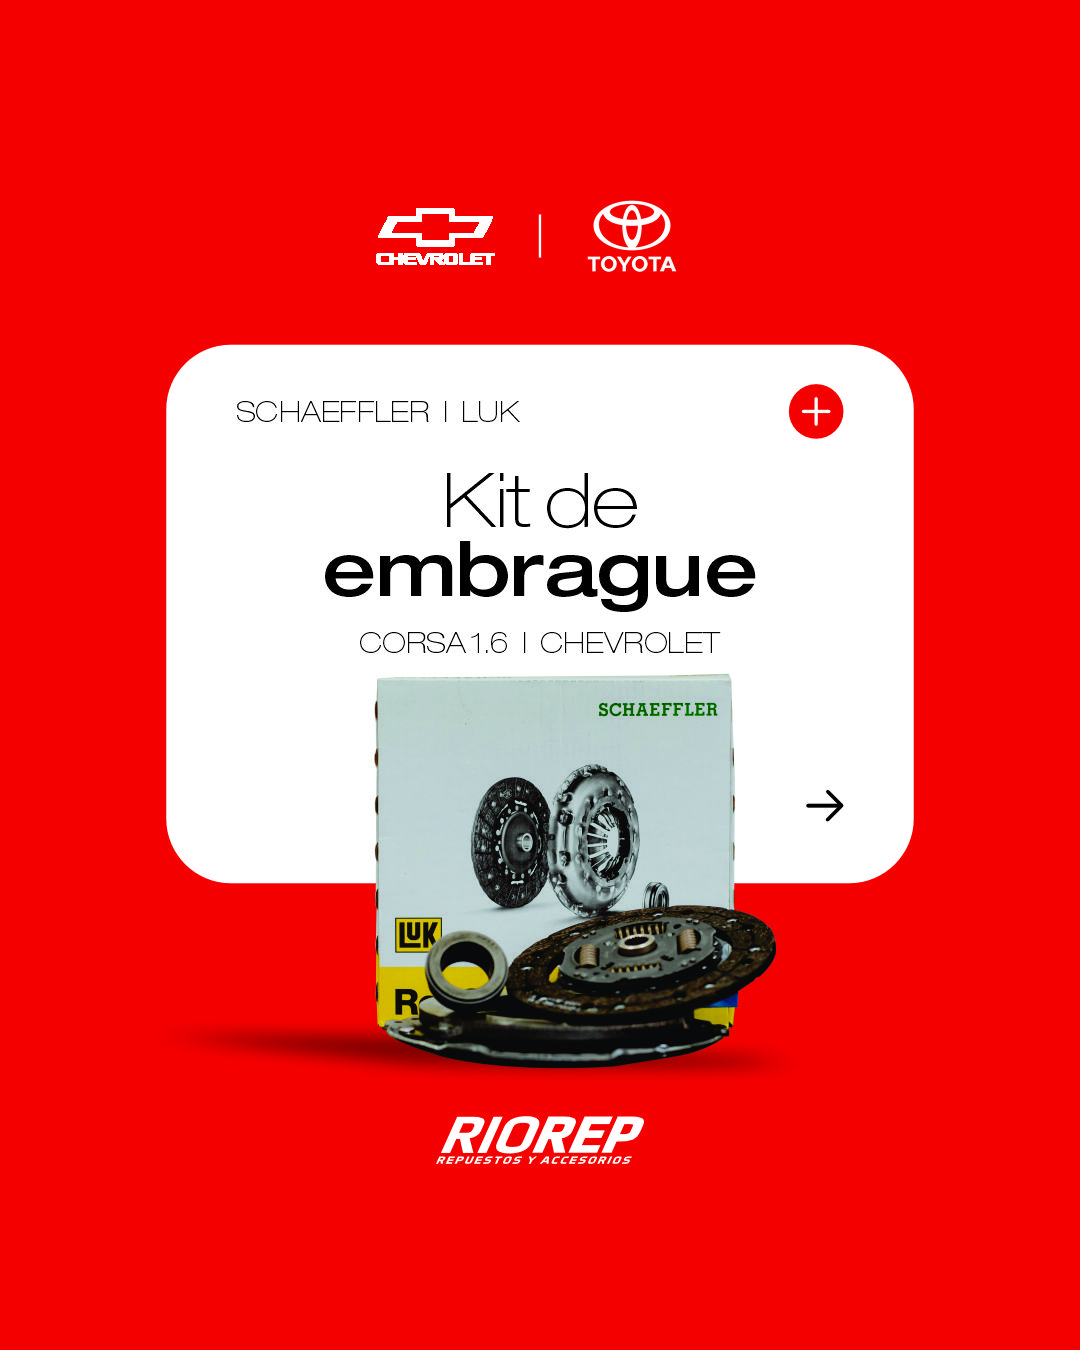 CHEVROLET
TOYOTA
SCHAEFFLER | LUK
Kit de
embrague
CORSA 1.6 | CHEVROLET
SCHAEFFLER
LUK
R
RIOREP
REPUESTOS Y ACCESORIOS